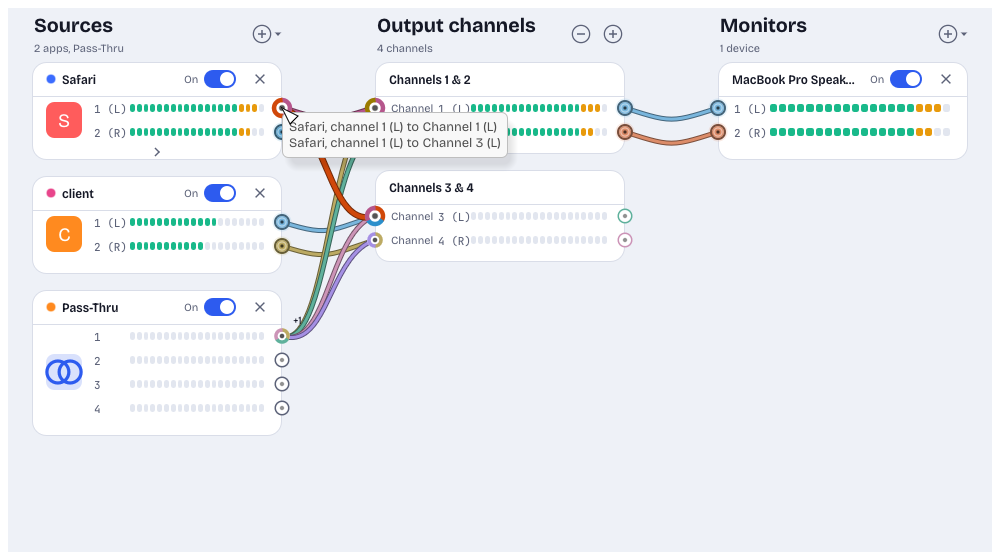 Sources
2 apps, Pass-Thru
Output channels
4 channels
Monitors
1 device
Safari
On
S
1 (L)
2 (R)
client
On
C
1 (L)
2 (R)
Pass-Thru
On
+1
1
2
3
4
Channels 1 & 2
Channel 1 (L)
Safari, channel 1 (L) to Channel 1 (L)
Safari, channel 1 (L) to Channel 3 (L)
Channels 3 & 4
Channel 3 (L)
Channel 4 (R)
MacBook Pro Speak...
On
1 (L)
2 (R)